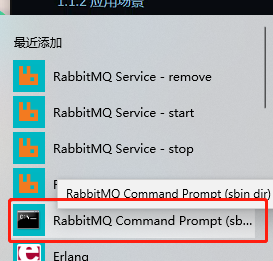 1.1.2 应用场景
最近添加
RabbitMQ Service - remove
RabbitMQ Service - start
RabbitMQ Service - stop
RabbitMQ Command Prompt (sbin dir)
RabbitMQ Command Prompt (sb...
Erlang